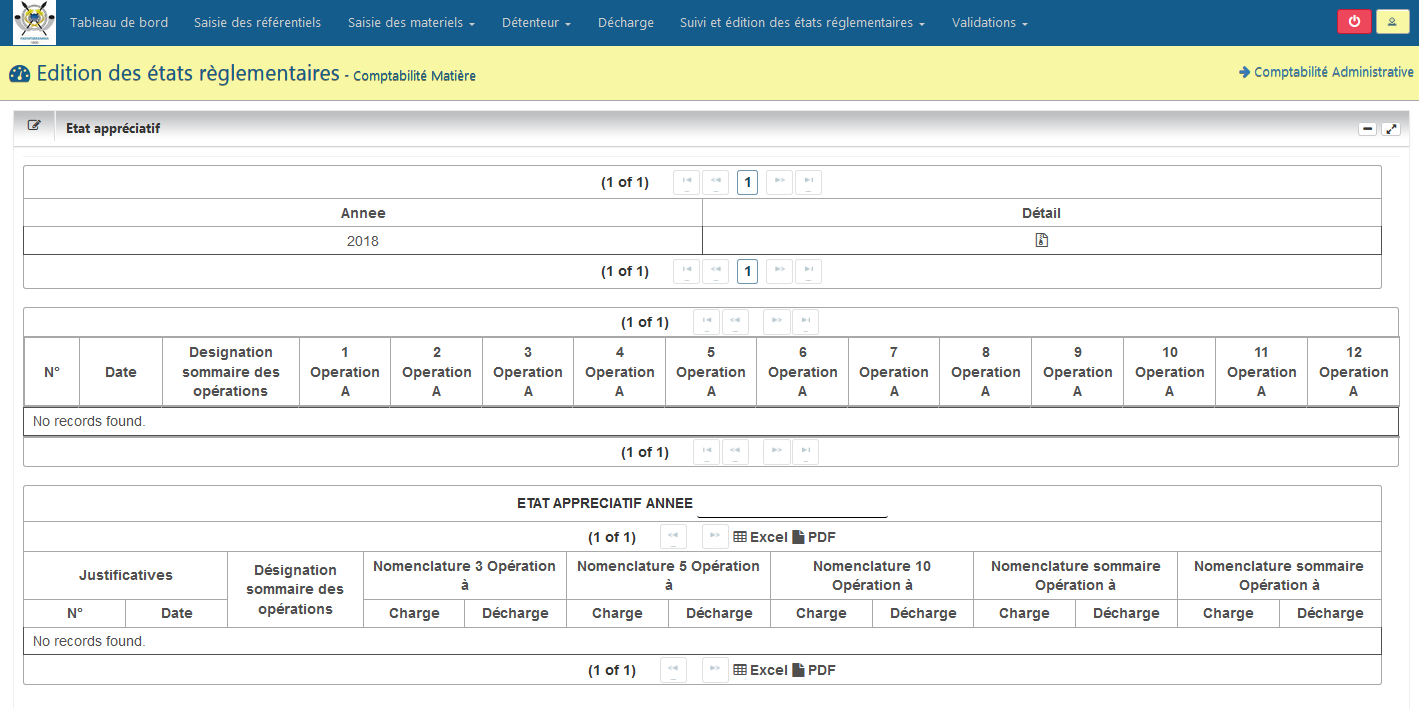 Tableau de bord Saisie des référentiels Saisie des materiels Détenteur Décharge Suivi et édition des états réglementaires Validations
Edition des états règlementaires - Comptabilité Matière
Comptabilité Administrative
Etat appréciatif
(1 of 1) 1
Annee Détail
2018
(1 of 1) 1
(1 of 1)
N° Date Designation sommaire des opérations 1 Operation A 2 Operation A 3 Operation A 4 Operation A 5 Operation A 6 Operation A 7 Operation A 8 Operation A 9 Operation A 10 Operation A 11 Operation A 12 Operation A
No records found.
(1 of 1)
ETAT APPRECIATIF ANNEE
(1 of 1) Excel PDF
Justificatives Désignation sommaire des opérations Nomenclature 3 Opération à Nomenclature 5 Opération à Nomenclature 10 Opération à Nomenclature sommaire Opération à Nomenclature sommaire Opération à
N° Date Charge Décharge Charge Décharge Charge Décharge Charge Décharge Charge Décharge
No records found.
(1 of 1) Excel PDF